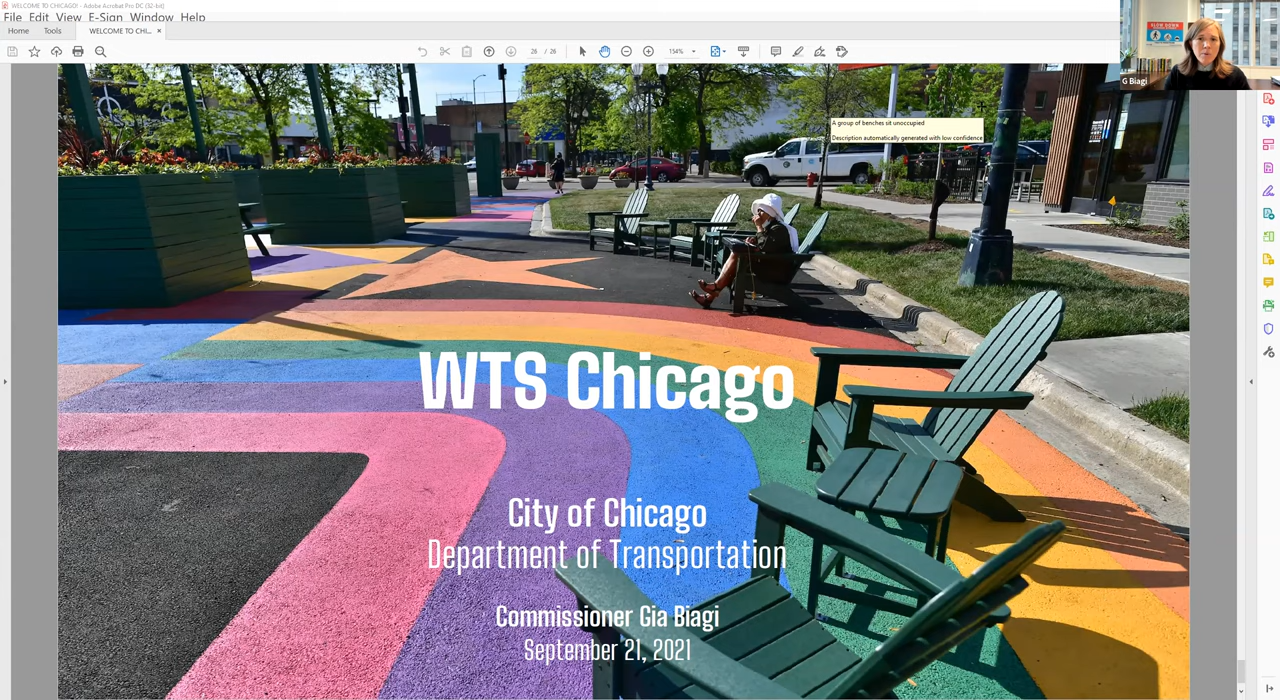 WELCOME TO CHICAGO! - Adobe Acrobat Pro DC (32-bit)
File Edit View E-Sign Window Help
Home Tools WELCOME TO CHI... ×
26 / 26 154%
G Biagi
SLOW DOWN
A group of benches sit unoccupied
Description automatically generated with low confidence
WTS Chicago
City of Chicago
Department of Transportation
Commissioner Gia Biagi
September 21, 2021